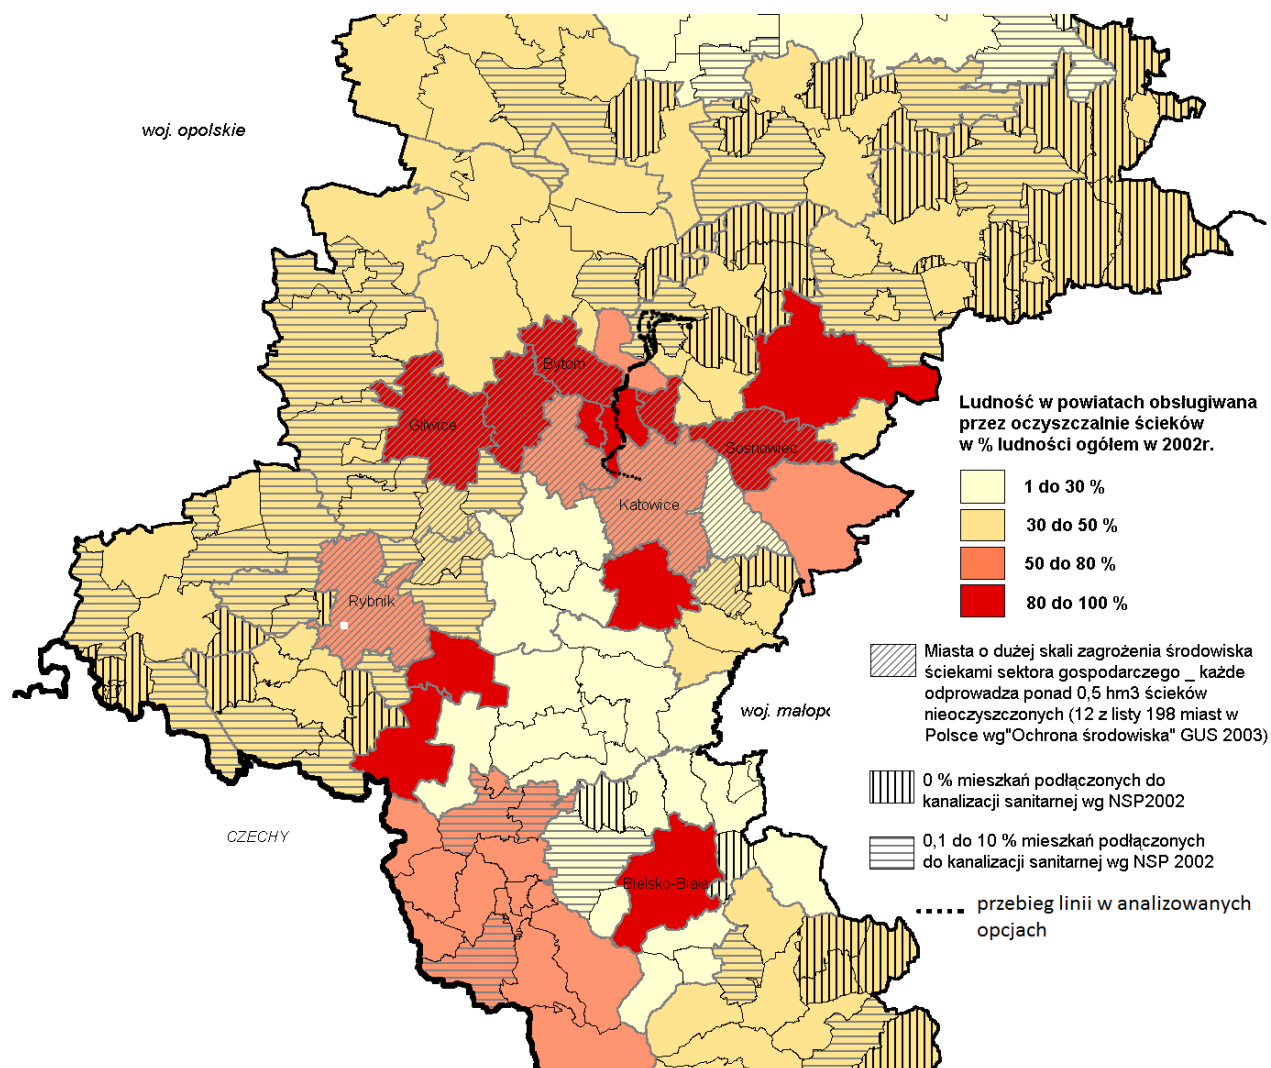 woj. opolskie
Bytom
Gliwice
Sosnowiec
Katowice
Rybnik
woj. małopo
CZECHY
Bielsko-Biała
Ludność w powiatach obsługiwana
przez oczyszczalnie ścieków
w % ludności ogółem w 2002r.
1 do 30 %
30 do 50 %
50 do 80 %
80 do 100 %
Miasta o dużej skali zagrożenia środowiska
ściekami sektora gospodarczego _ każde
odprowadza ponad 0,5 hm3 ścieków
nieoczyszczonych (12 z listy 198 miast w
Polsce wg"Ochrona środowiska" GUS 2003)
0 % mieszkań podłączonych do
kanalizacji sanitarnej wg NSP2002
0,1 do 10 % mieszkań podłączonych
do kanalizacji sanitarnej wg NSP 2002
przebieg linii w analizowanych
opcjach